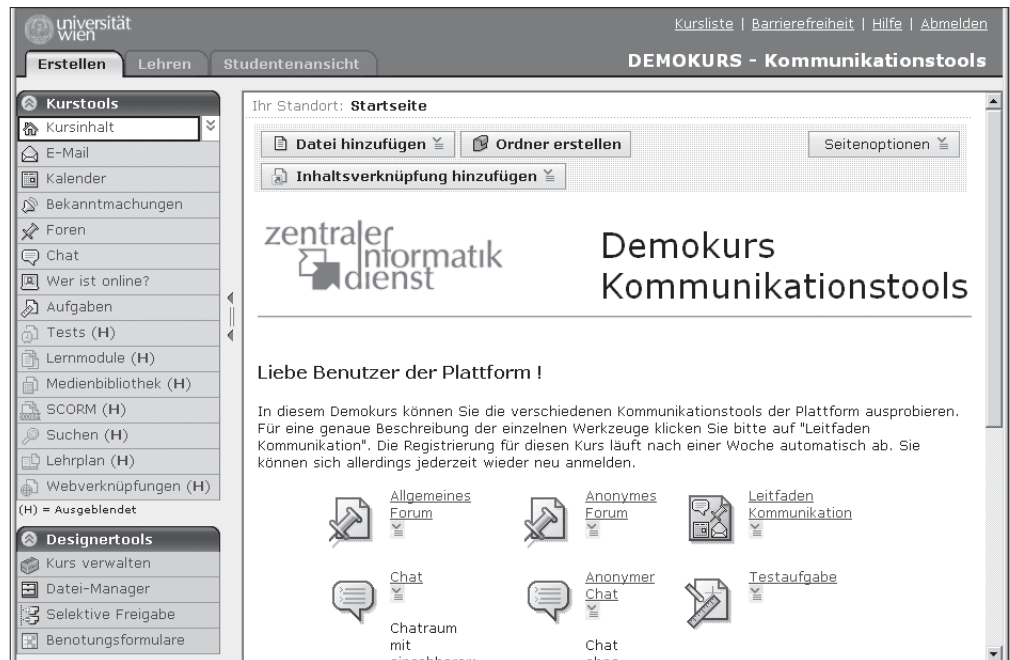 universität
wien
Kursliste | Barrierefreiheit | Hilfe | Abmelden
Erstellen Lehren Studentenansicht
DEMOKURS - Kommunikationstools
Kurstools
Kursinhalt
E-Mail
Kalender
Bekanntmachungen
Foren
Chat
Wer ist online?
Aufgaben
Tests (H)
Lernmodule (H)
Medienbibliothek (H)
SCORM (H)
Suchen (H)
Lehrplan (H)
Webverknüpfungen (H)
(H) = Ausgeblendet
Designertools
Kurs verwalten
Datei-Manager
Selektive Freigabe
Benotungsformulare
Ihr Standort: Startseite
Datei hinzufügen Ordner erstellen Seitenoptionen
Inhaltsverknüpfung hinzufügen
zentraler
informatik
dienst
Demokurs
Kommunikationstools
Liebe Benutzer der Plattform !
In diesem Demokurs können Sie die verschiedenen Kommunikationstools der Plattform ausprobieren.
Für eine genaue Beschreibung der einzelnen Werkzeuge klicken Sie bitte auf "Leitfaden
Kommunikation". Die Registrierung für diesen Kurs läuft nach einer Woche automatisch ab. Sie
können sich allerdings jederzeit wieder neu anmelden.
Allgemeines
Forum
Anonymes
Forum
Leitfaden
Kommunikation
Chat
Chatraum
mit
Anonymer
Chat
Chat
Testaufgabe